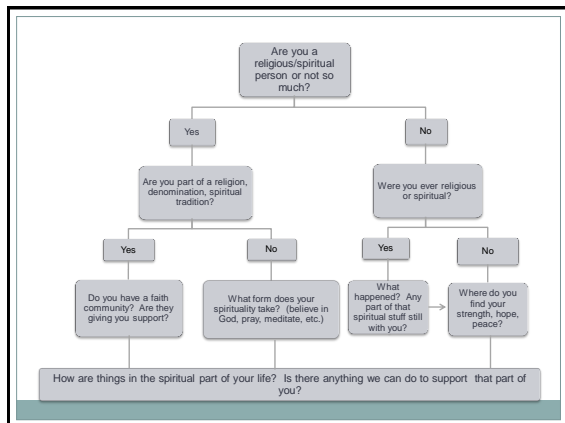 Are you a
religious/spiritual
person or not so
much?
Yes
No
Are you part of a religion,
denomination, spiritual
tradition?
Were you ever religious
or spiritual?
Yes
No
Yes
No
Do you have a faith
community? Are they
giving you support?
What form does your
spirituality take? (believe in
God, pray, meditate, etc.)
What
happened? Any
part of that
spiritual stuff still
with you?
Where do you
find your
strength, hope,
peace?
How are things in the spiritual part of your life? Is there anything we can do to support that part of
you?